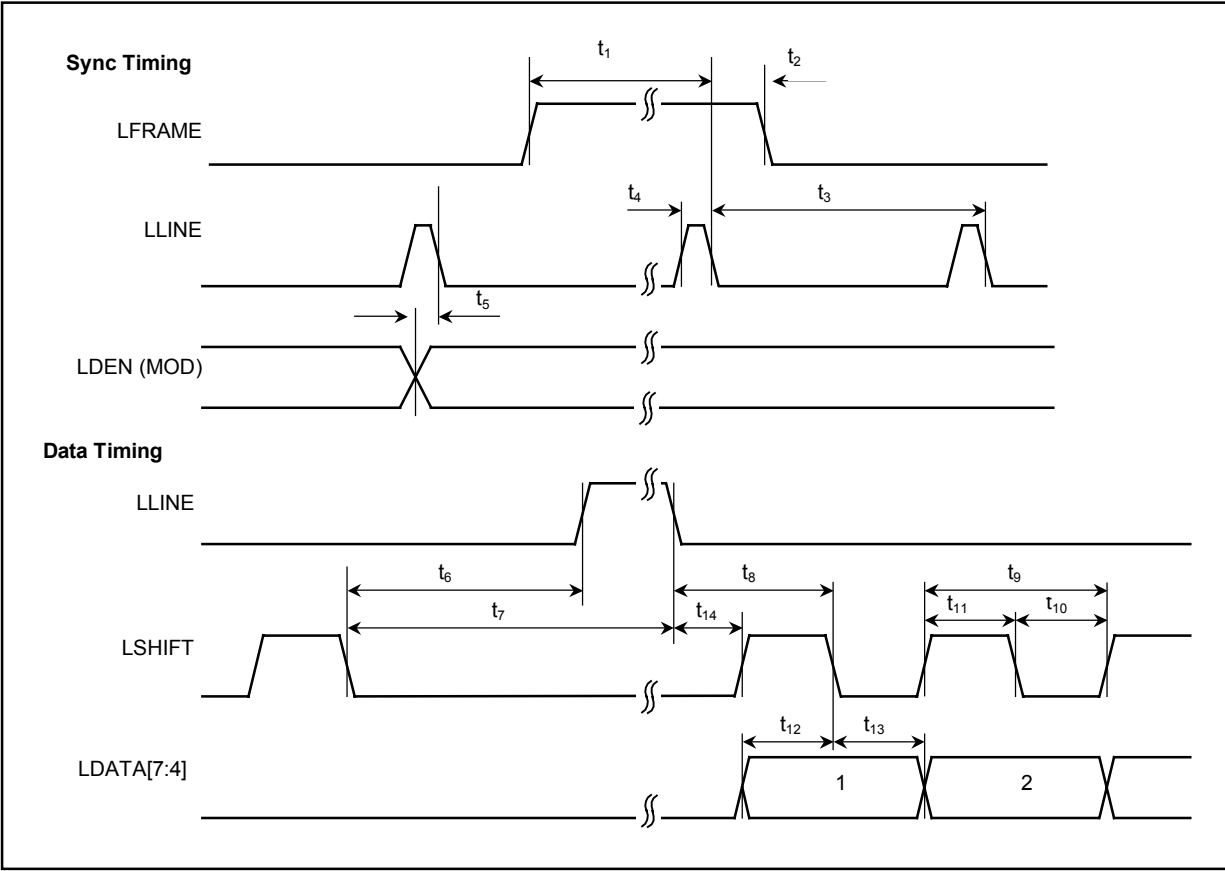 Sync Timing
t1
t2
LFRAME
t4
t3
LLINE
t5
LDEN (MOD)
Data Timing
LLINE
t6
t8
t9
t7
t14
t11
t10
LSHIFT
t12
t13
LDATA[7:4]
1
2